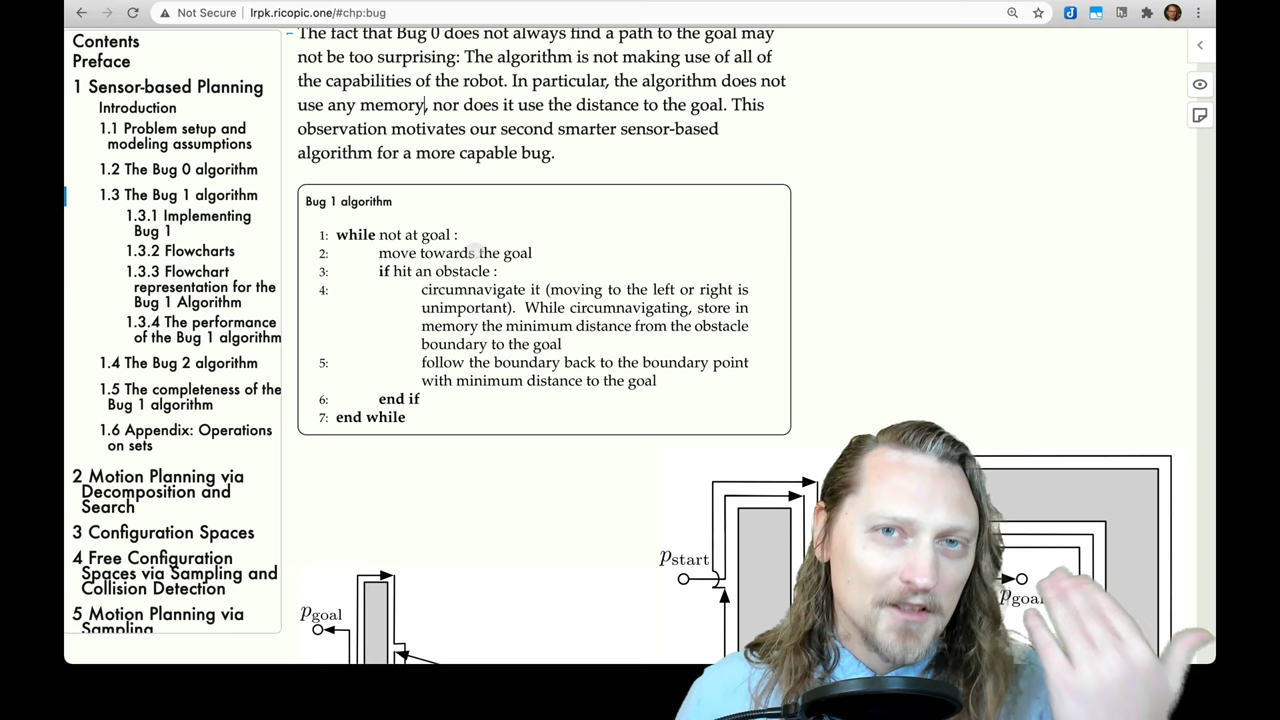 Not Secure | lrpk.ricopic.one/#chp:bug
Contents
Preface
1 Sensor-based Planning
Introduction
1.1 Problem setup and
modeling assumptions
1.2 The Bug 0 algorithm
1.3 The Bug 1 algorithm
1.3.1 Implementing
Bug 1
1.3.2 Flowcharts
1.3.3 Flowchart
representation for the
Bug 1 Algorithm
1.3.4 The performance
of the Bug 1 algorithm
1.4 The Bug 2 algorithm
1.5 The completeness of the
Bug 1 algorithm
1.6 Appendix: Operations
on sets
2 Motion Planning via
Decomposition and
Search
3 Configuration Spaces
4 Free Configuration
Spaces via Sampling and
Collision Detection
5 Motion Planning via
Sampling
The fact that Bug 0 does not always find a path to the goal may
not be too surprising: The algorithm is not making use of all of
the capabilities of the robot. In particular, the algorithm does not
use any memory, nor does it use the distance to the goal. This
observation motivates our second smarter sensor-based
algorithm for a more capable bug.
Bug 1 algorithm
1: while not at goal :
2: move towards the goal
3: if hit an obstacle :
4: circumnavigate it (moving to the left or right is
unimportant). While circumnavigating, store in
memory the minimum distance from the obstacle
boundary to the goal
5: follow the boundary back to the boundary point
with minimum distance to the goal
6: end if
7: end while
pstart
pgoal
pgoal